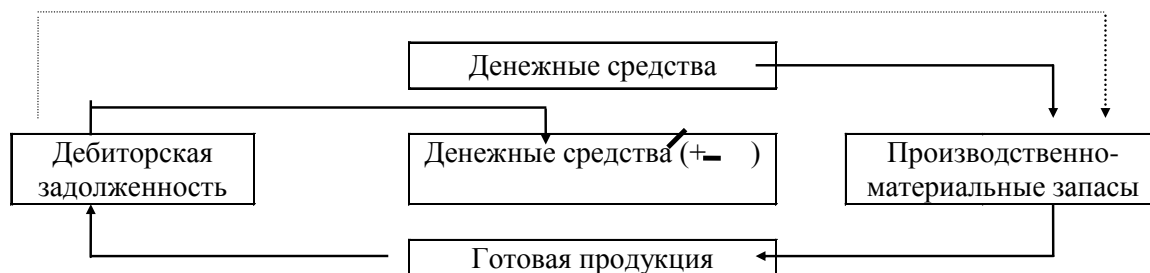 Денежные средства
Дебиторская
задолженность
Денежные средства (+- )
Производственно-
материальные запасы
Готовая продукция